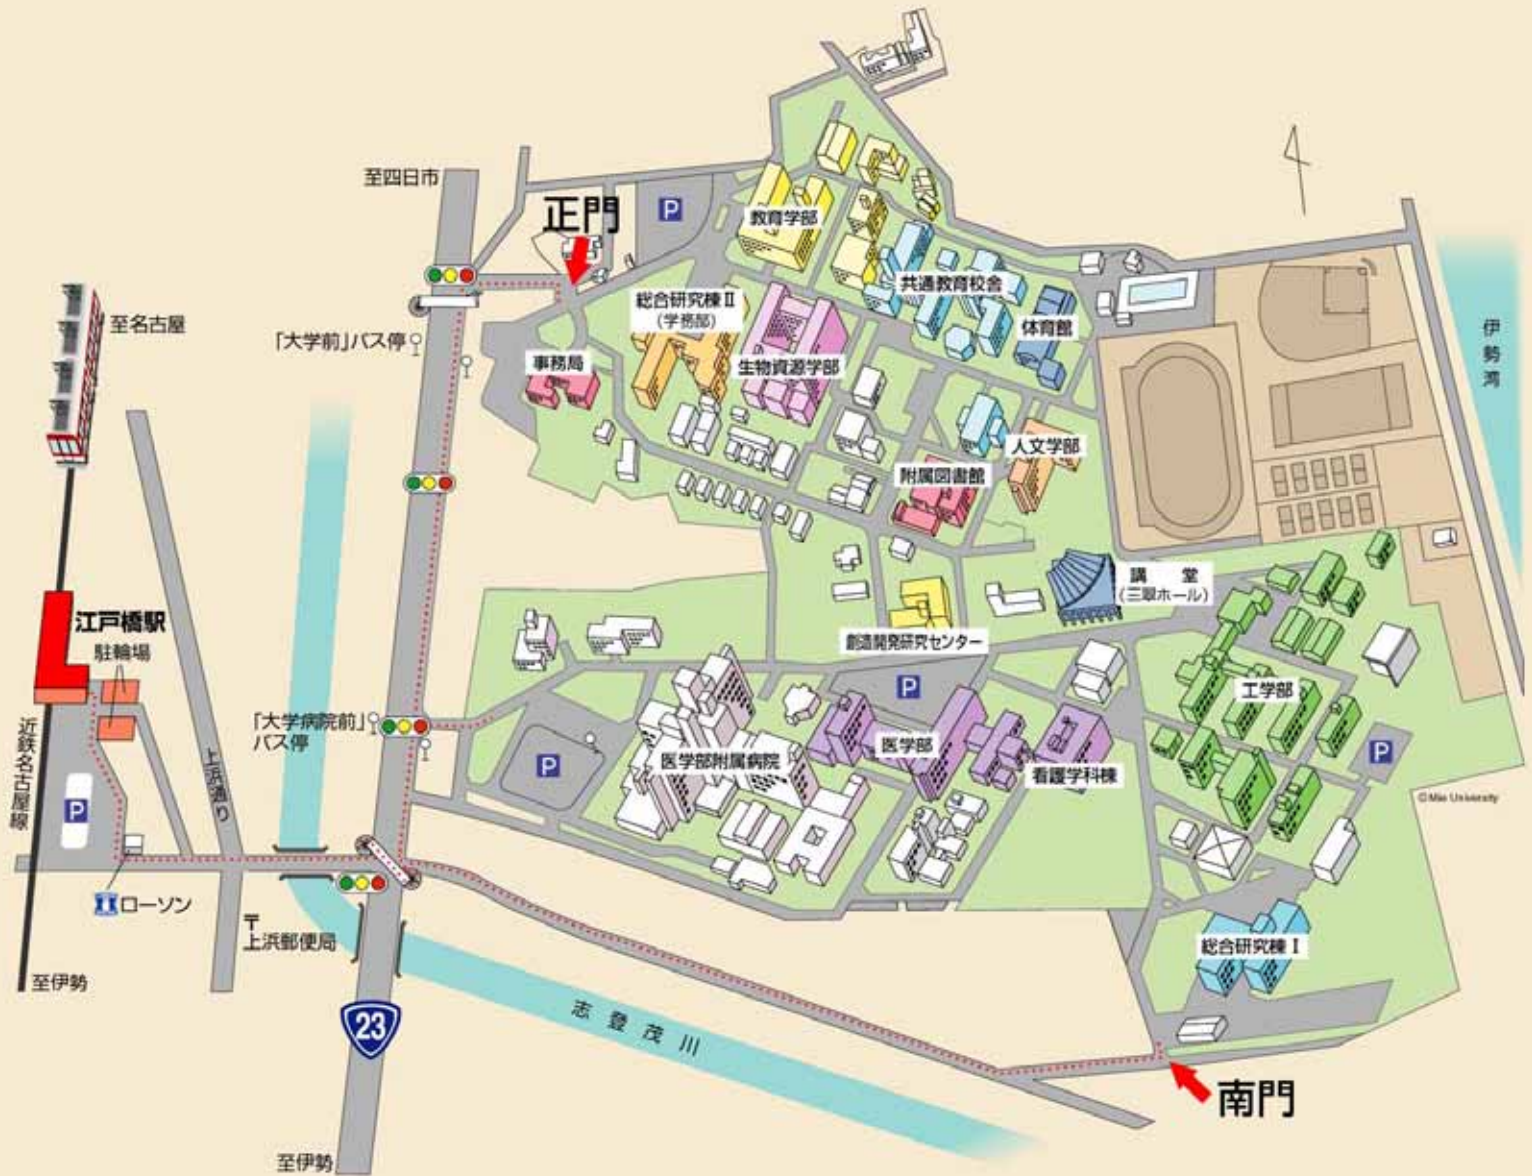 至四日市
正門
P
教育学部
共通教育校舎
総合研究棟Ⅱ
(学務部)
体育館
伊勢湾
至名古屋
「大学前」バス停
事務局
生物資源学部
人文学部
附属図書館
講堂
(三翠ホール)
創造開発研究センター
江戸橋駅
駐輪場
P
工学部
「大学病院前」
バス停
近鉄名古屋線
上浜通り
P
医学部附属病院
医学部
看護学科棟
P
P
©Mie University
ローソン
〒
上浜郵便局
総合研究棟Ⅰ
至伊勢
23
志登茂川
南門
至伊勢